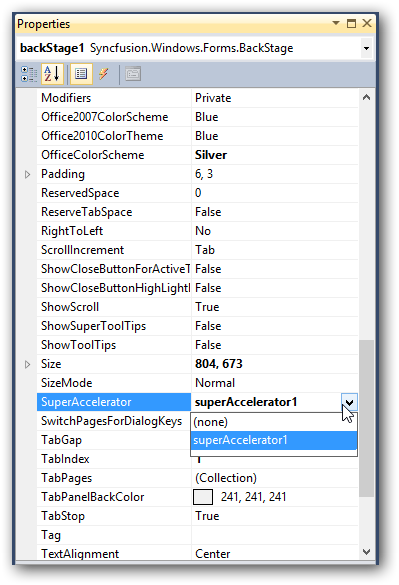 Properties
backStage1 Syncfusion.Windows.Forms.BackStage
Modifiers Private
Office2007ColorScheme Blue
Office2010ColorTheme Blue
OfficeColorScheme Silver
Padding 6, 3
ReservedSpace 0
ReserveTabSpace False
RightToLeft No
ScrollIncrement Tab
ShowCloseButtonForActiveT False
ShowCloseButtonHighLightI False
ShowScroll True
ShowSuperToolTips False
ShowToolTips False
Size 804, 673
SizeMode Normal
SuperAccelerator superAccelerator1
SwitchPagesForDialogKeys (none)
TabGap superAccelerator1
TabIndex 1
TabPages (Collection)
TabPanelBackColor 241, 241, 241
TabStop True
Tag
TextAlignment Center